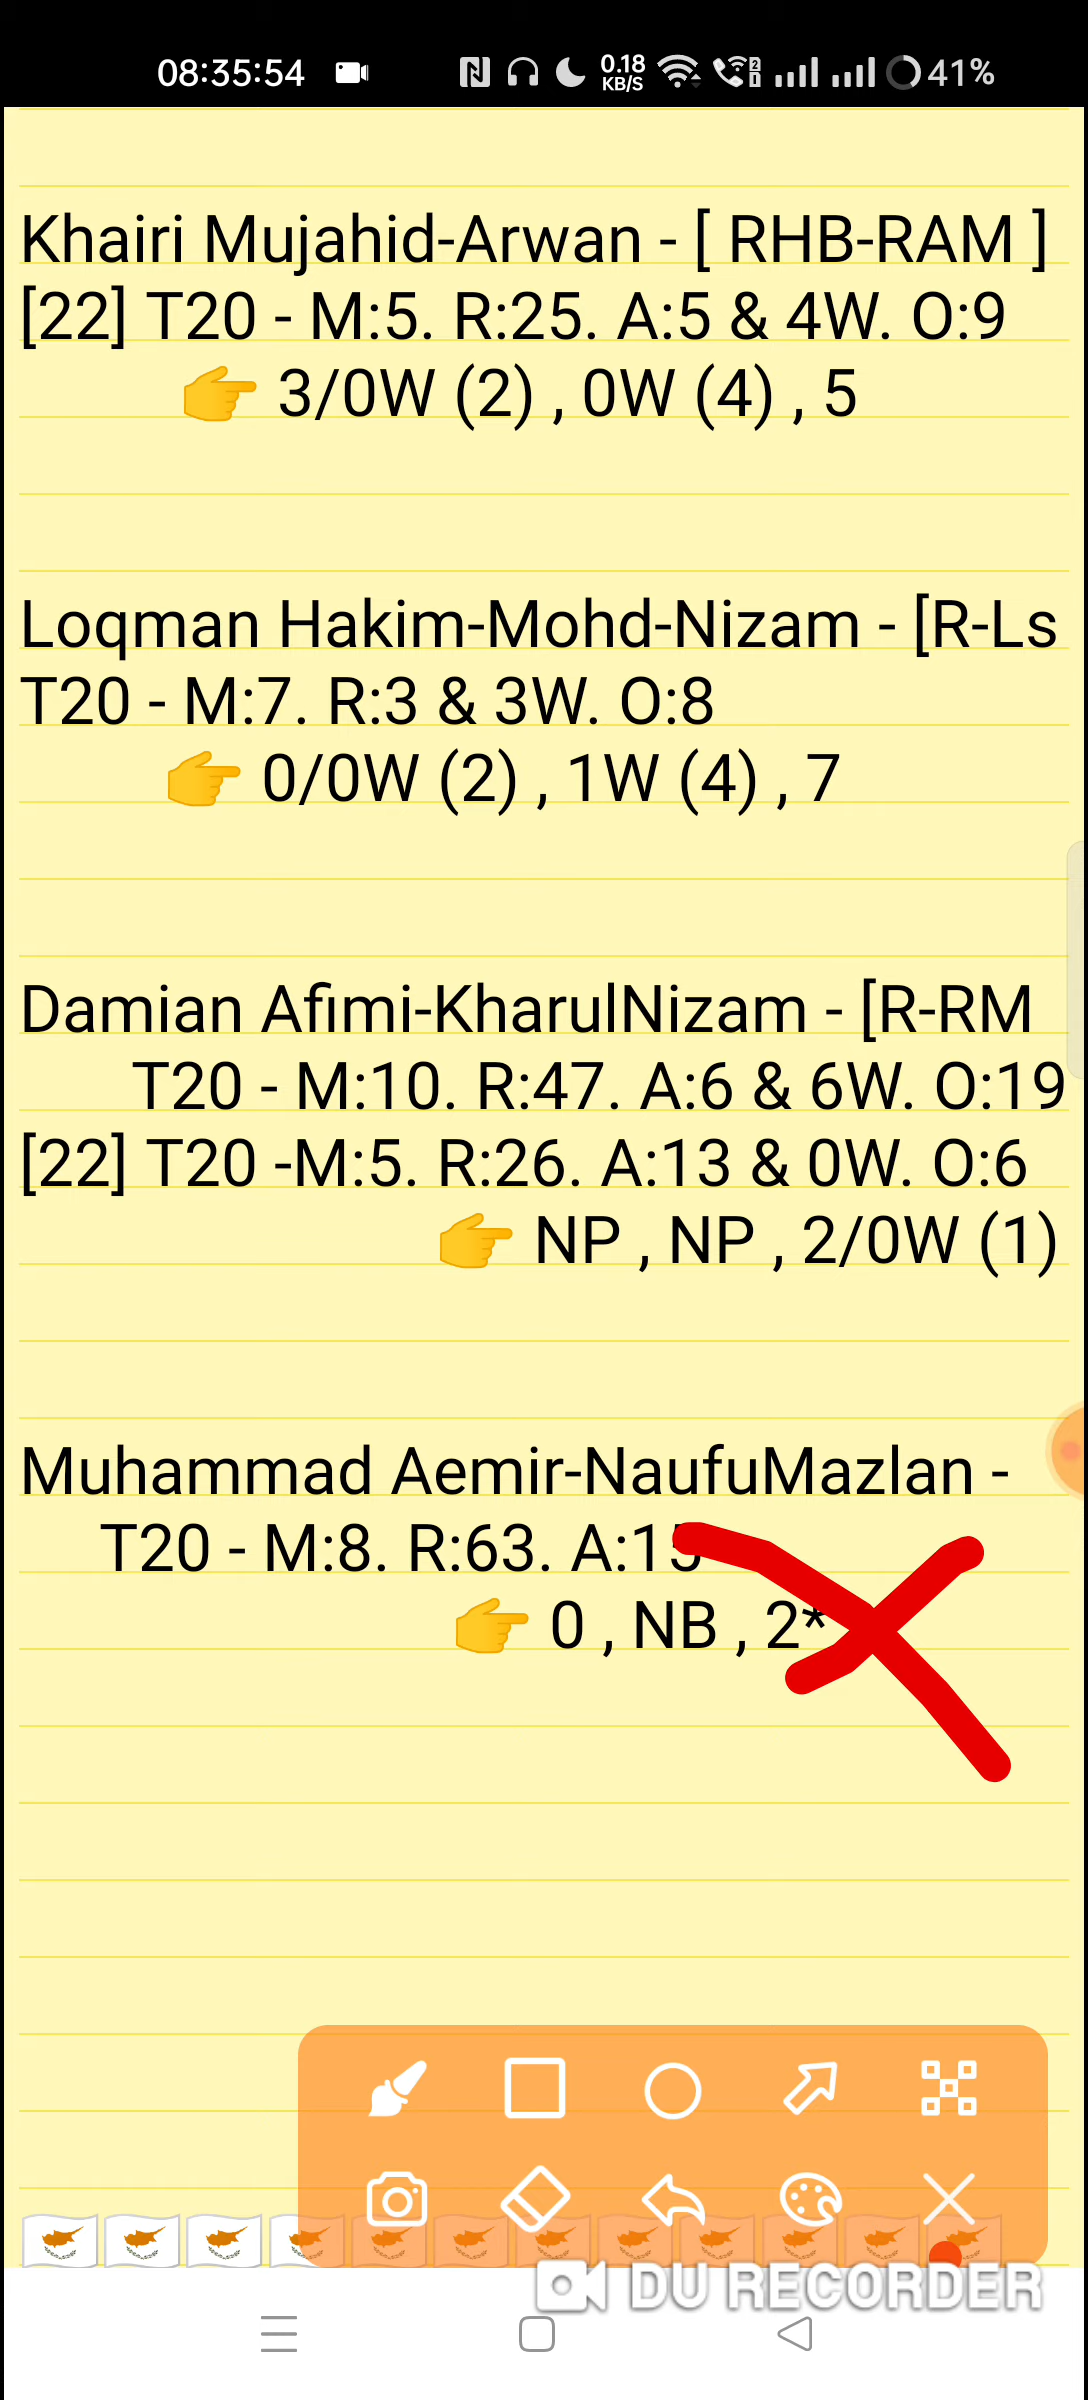 08:35:54 0.18 KB/S 2 1 41%
Khairi Mujahid-Arwan - [ RHB-RAM ]
[22] T20 - M:5. R:25. A:5 & 4W. O:9
👉 3/0W (2) , 0W (4) , 5
Loqman Hakim-Mohd-Nizam - [R-Ls
T20 - M:7. R:3 & 3W. O:8
👉 0/0W (2) , 1W (4) , 7
Damian Afimi-KharulNizam - [R-RM
T20 - M:10. R:47. A:6 & 6W. O:19
[22] T20 -M:5. R:26. A:13 & 0W. O:6
👉 NP , NP , 2/0W (1)
Muhammad Aemir-NaufuMazlan -
T20 - M:8. R:63. A:15
👉 0 , NB , 2*
DU RECORDER